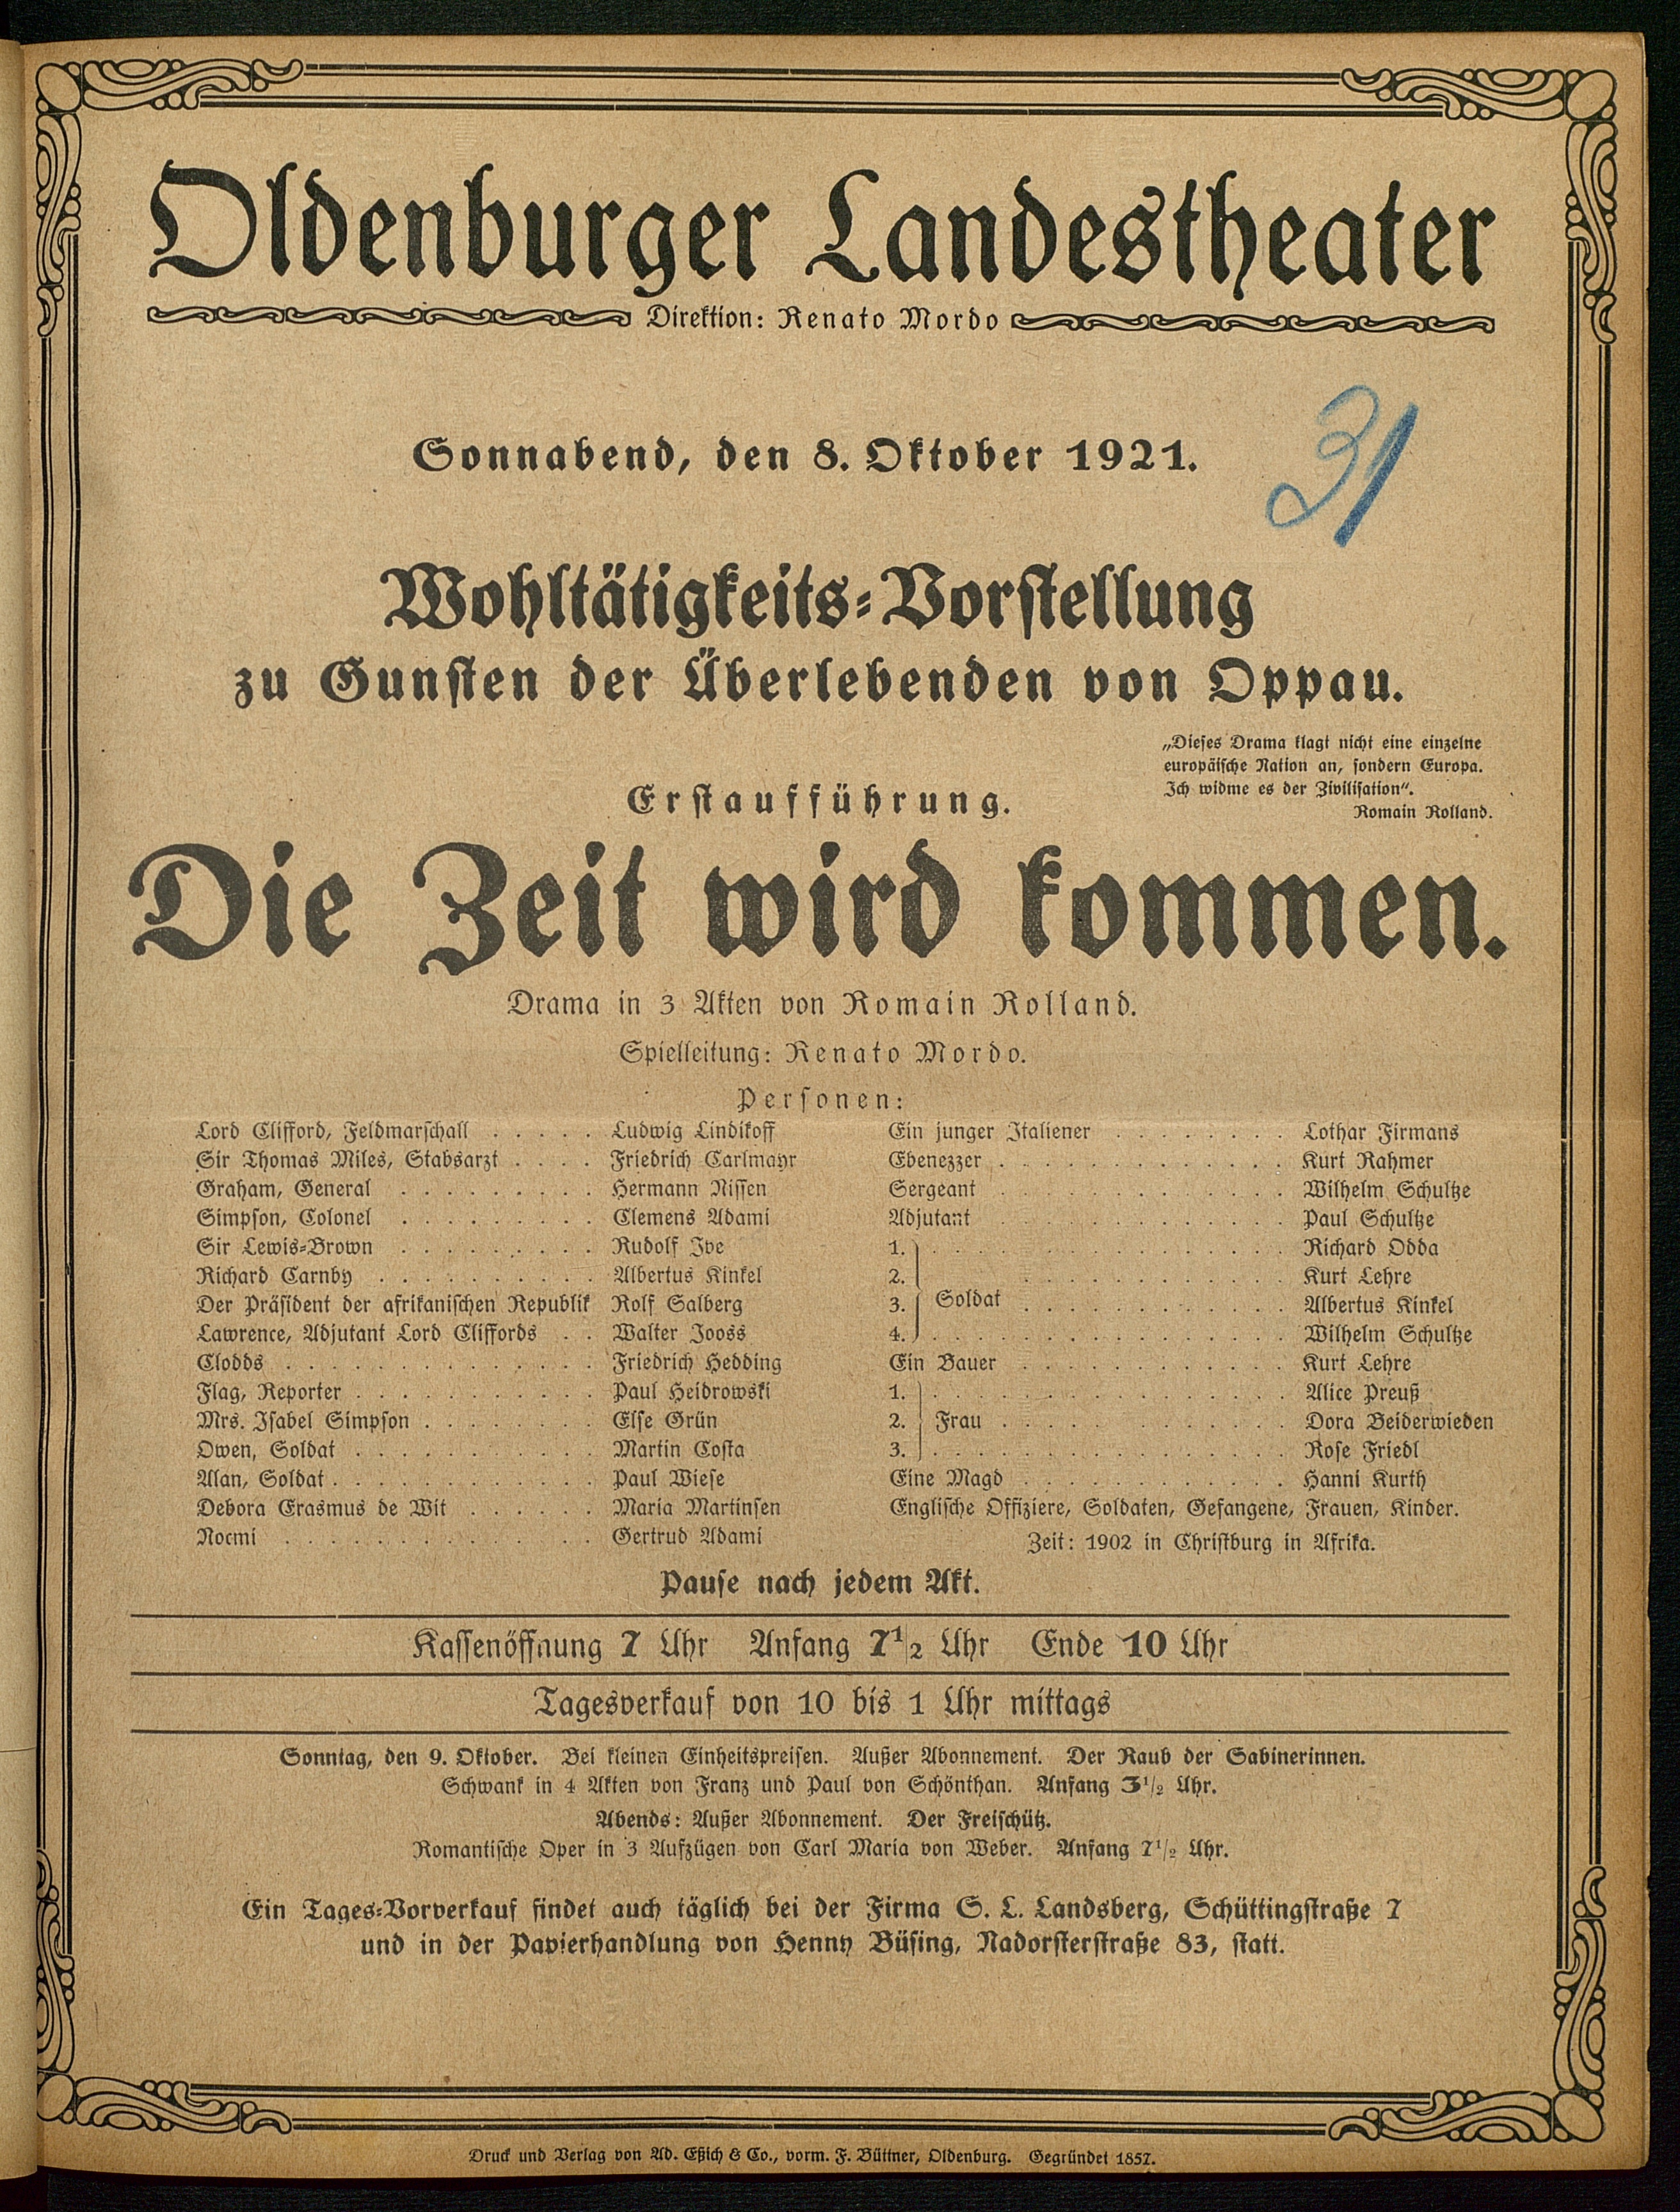 Oldenburger Landestheater
Direktion: Renato Mordo
Sonnabend, den 8. Oktober 1921.
31
Wohltätigkeits-Vorstellung
zu Gunsten der Überlebenden von Oppau.
„Dieses Drama klagt nicht eine einzelne
europäische Nation an, sondern Europa.
Ich widme es der Zivilisation“.
Romain Rolland.
Erstaufführung.
Die Zeit wird kommen.
Drama in 3 Akten von Romain Rolland.
Spielleitung: Renato Mordo.
Personen:
Lord Clifford, Feldmarschall . . . . . Ludwig Lindikoff
Sir Thomas Miles, Stabsarzt . . . . Friedrich Carlmayr
Graham, General . . . . . . . . . Hermann Nissen
Simpson, Colonel . . . . . . . . . Clemens Adami
Sir Lewis-Brown . . . . . . . . . Rudolf Ive
Richard Carnby . . . . . . . . . . Albertus Kinkel
Der Präsident der afrikanischen Republik Rolf Salberg
Lawrence, Adjutant Lord Cliffords . . Walter Jooss
Clodds . . . . . . . . . . . . . . Friedrich Hedding
Flag, Reporter . . . . . . . . . . . Paul Heidrowski
Mrs. Isabel Simpson . . . . . . . . Else Grün
Owen, Soldat . . . . . . . . . . . Martin Costa
Alan, Soldat . . . . . . . . . . . . Paul Wiese
Debora Erasmus de Wit . . . . . . Maria Martinsen
Noemi . . . . . . . . . . . . . . Gertrud Adami
Ein junger Italiener . . . . . . . . Lothar Firmans
Ebenezzer . . . . . . . . . . . . . Kurt Rahmer
Sergeant . . . . . . . . . . . . . Wilhelm Schultze
Adjutant . . . . . . . . . . . . . Paul Schultze
1. . . . . . . . . . . . . . . . . Richard Odda
2. . . . . . . . . . . . . Kurt Lehre
3. Soldat . . . . . . . . . . . . Albertus Kinkel
4. . . . . . . . . . . . . . . . . Wilhelm Schultze
Ein Bauer . . . . . . . . . . . . Kurt Lehre
1. . . . . . . . . . . . . . . . . Alice Preuß
2. Frau . . . . . . . . . . . . . Dora Beiderwieden
3. . . . . . . . . . . . . . . . . Rose Friedl
Eine Magd . . . . . . . . . . . . Hanni Kurth
Englische Offiziere, Soldaten, Gefangene, Frauen, Kinder.
Zeit: 1902 in Christburg in Afrika.
Pause nach jedem Akt.
Kassenöffnung 7 Uhr Anfang 7 1/2 Uhr Ende 10 Uhr
Tagesverkauf von 10 bis 1 Uhr mittags
Sonntag, den 9. Oktober. Bei kleinen Einheitspreisen. Außer Abonnement. Der Raub der Sabinerinnen.
Schwank in 4 Akten von Franz und Paul von Schönthan. Anfang 3 1/2 Uhr.
Abends: Außer Abonnement. Der Freischütz.
Romantische Oper in 3 Aufzügen von Carl Maria von Weber. Anfang 7 1/2 Uhr.
Ein Tages-Vorverkauf findet auch täglich bei der Firma S. L. Landsberg, Schüttingstraße 7
und in der Papierhandlung von Henny Büsing, Nadorsterstraße 83, statt.
Druck und Verlag von Ad. Eßich & Co., vorm. F. Büttner, Oldenburg. Gegründet 1857.